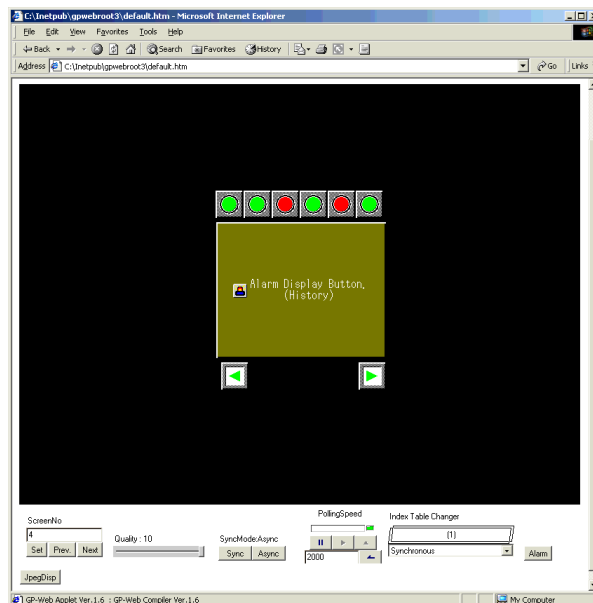 C:\Inetpub\gpwebroot3\default.htm - Microsoft Internet Explorer
File Edit View Favorites Tools Help
Back Search Favorites History
Address C:\Inetpub\gpwebroot3\default.htm Go Links
Alarm Display Button,
(History)
ScreenNo
4
Set Prev. Next
Quality : 10
SyncMode:Async
Sync Async
PollingSpeed
2000
Index Table Changer
(1)
Synchronous
Alarm
JpegDisp
GP-Web Applet Ver.1.6 : GP-Web Compiler Ver.1.6 My Computer